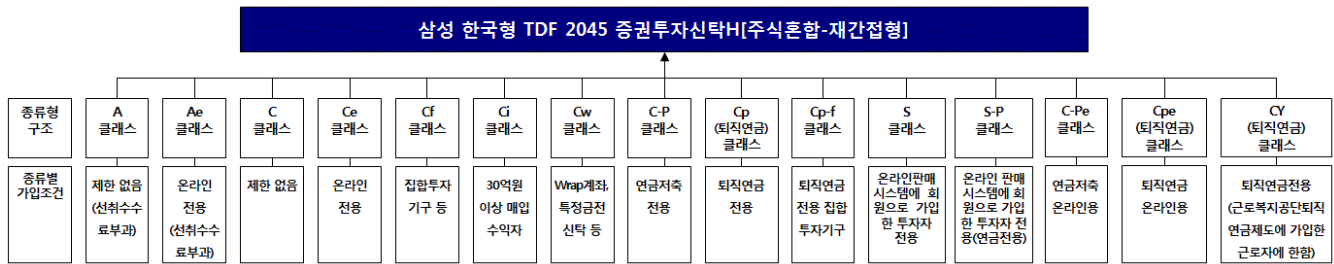 삼성 한국형 TDF 2045 증권투자신탁H[주식혼합-재간접형]
종류형
구조
A
클래스
Ae
클래스
C
클래스
Ce
클래스
Cf
클래스
Ci
클래스
Cw
클래스
C-P
클래스
Cp
(퇴직연금)
클래스
Cp-f
클래스
S
클래스
S-P
클래스
C-Pe
클래스
Cpe
(퇴직연금)
클래스
CY
(퇴직연금)
클래스
종류별
가입조건
제한 없음
(선취수수
료부과)
온라인
전용
(선취수수
료부과)
제한 없음
온라인
전용
집합투자
기구 등
30억원
이상 매입
수익자
Wrap계좌,
특정금전
신탁 등
연금저축
전용
퇴직연금
전용
퇴직연금
전용 집합
투자기구
온라인판매
시스템에 회
원으로 가입
한 투자자
전용
온라인 판매
시스템에 회
원으로 가입
한 투자자 전
용(연금전용)
연금저축
온라인용
퇴직연금
온라인용
퇴직연금전용
(근로복지공단퇴직
연금제도에 가입한
근로자에 한함)